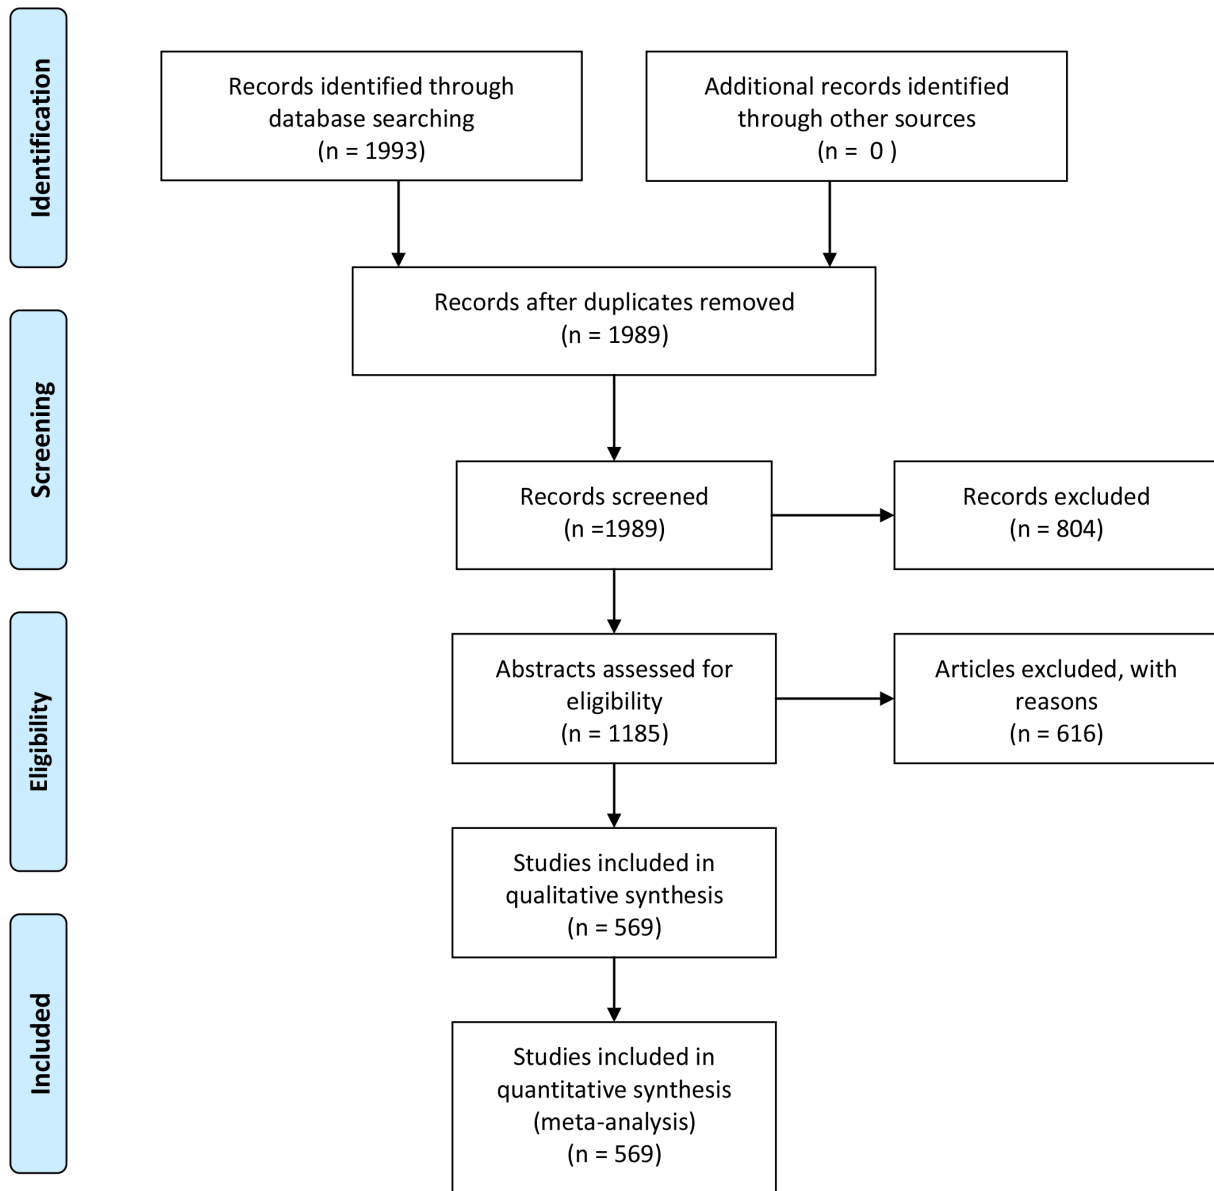 Identification
Records identified through
database searching
(n = 1993)
Additional records identified
through other sources
(n =  0 )
Records after duplicates removed
(n = 1989)
Screening
Records screened
(n =1989)
Records excluded
(n = 804)
Eligibility
Abstracts assessed for
eligibility
(n = 1185)
Articles excluded, with
reasons
(n = 616)
Studies included in
qualitative synthesis
(n = 569)
Included
Studies included in
quantitative synthesis
(meta-analysis)
(n = 569)